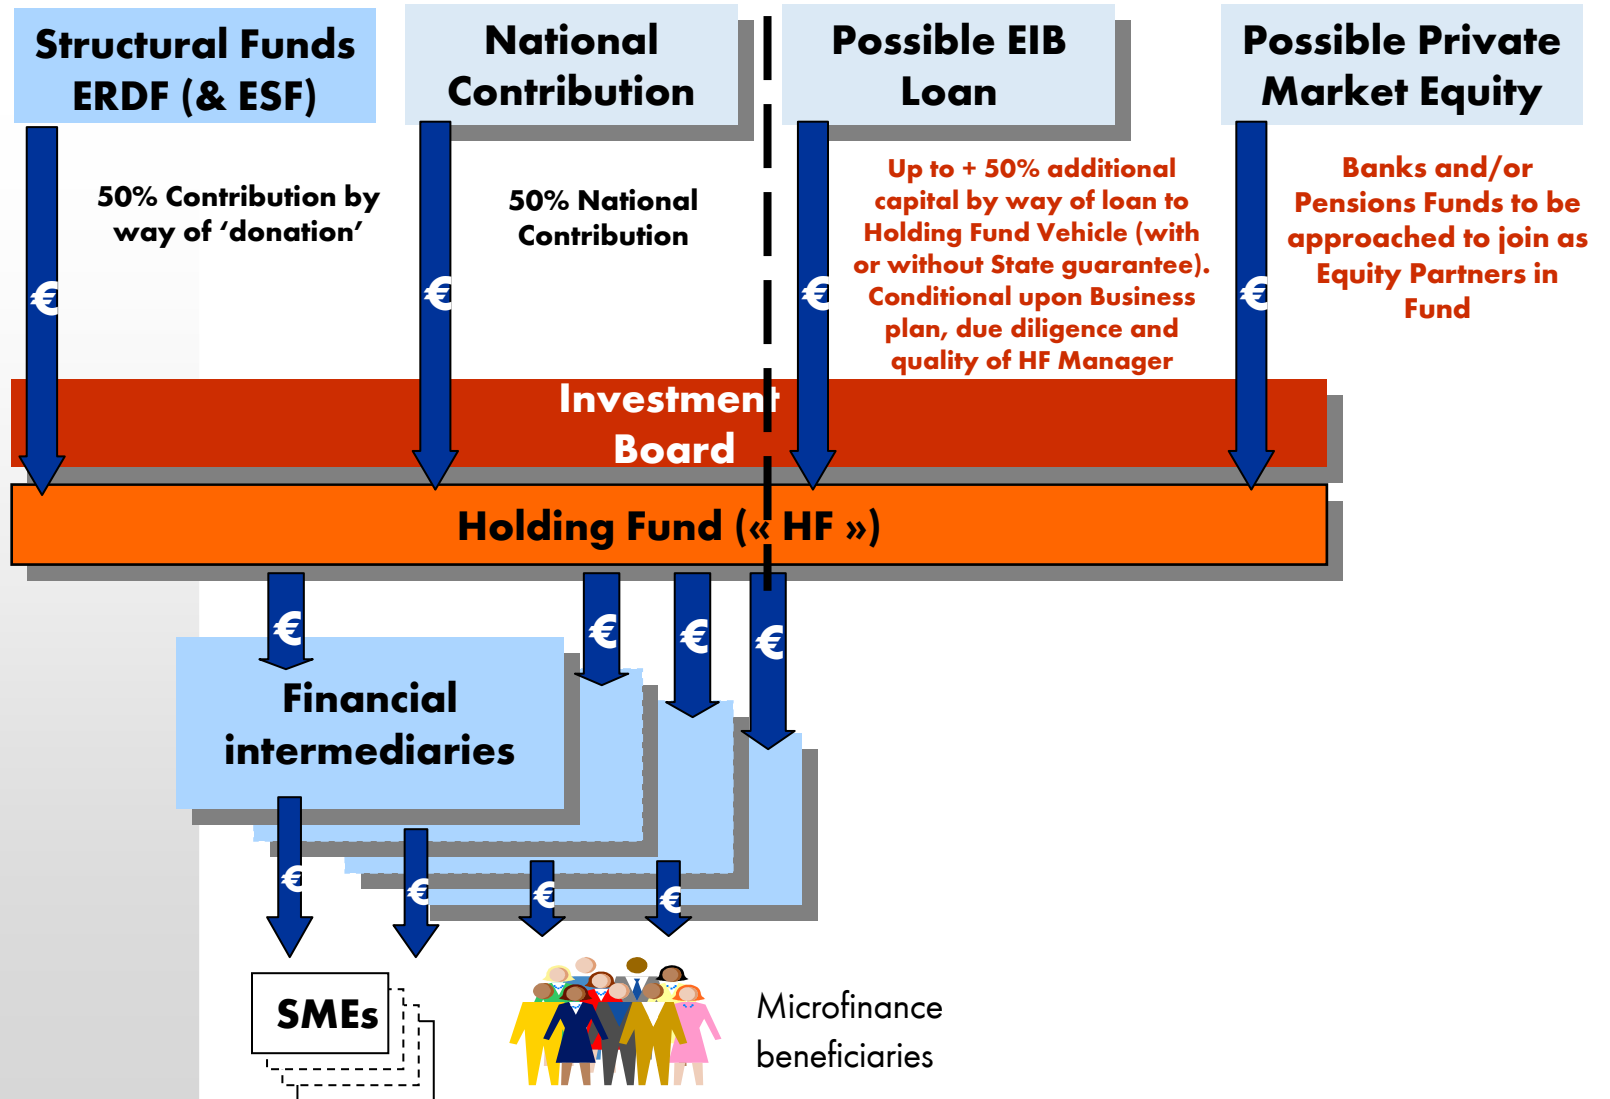 Structural Funds
ERDF (& ESF)
National
Contribution
Possible EIB
Loan
Possible Private
Market Equity
50% Contribution by
way of ‘donation’
50% National
Contribution
Up to + 50% additional
capital by way of loan to
Holding Fund Vehicle (with
or without State guarantee).
Conditional upon Business
plan, due diligence and
quality of HF Manager
Banks and/or
Pensions Funds to be
approached to join as
Equity Partners in
Fund
€
€
€
€
Investment
Board
Holding Fund (« HF »)
€
€
€
€
Financial
intermediaries
€
€
€
€
SMEs
Microfinance
beneficiaries